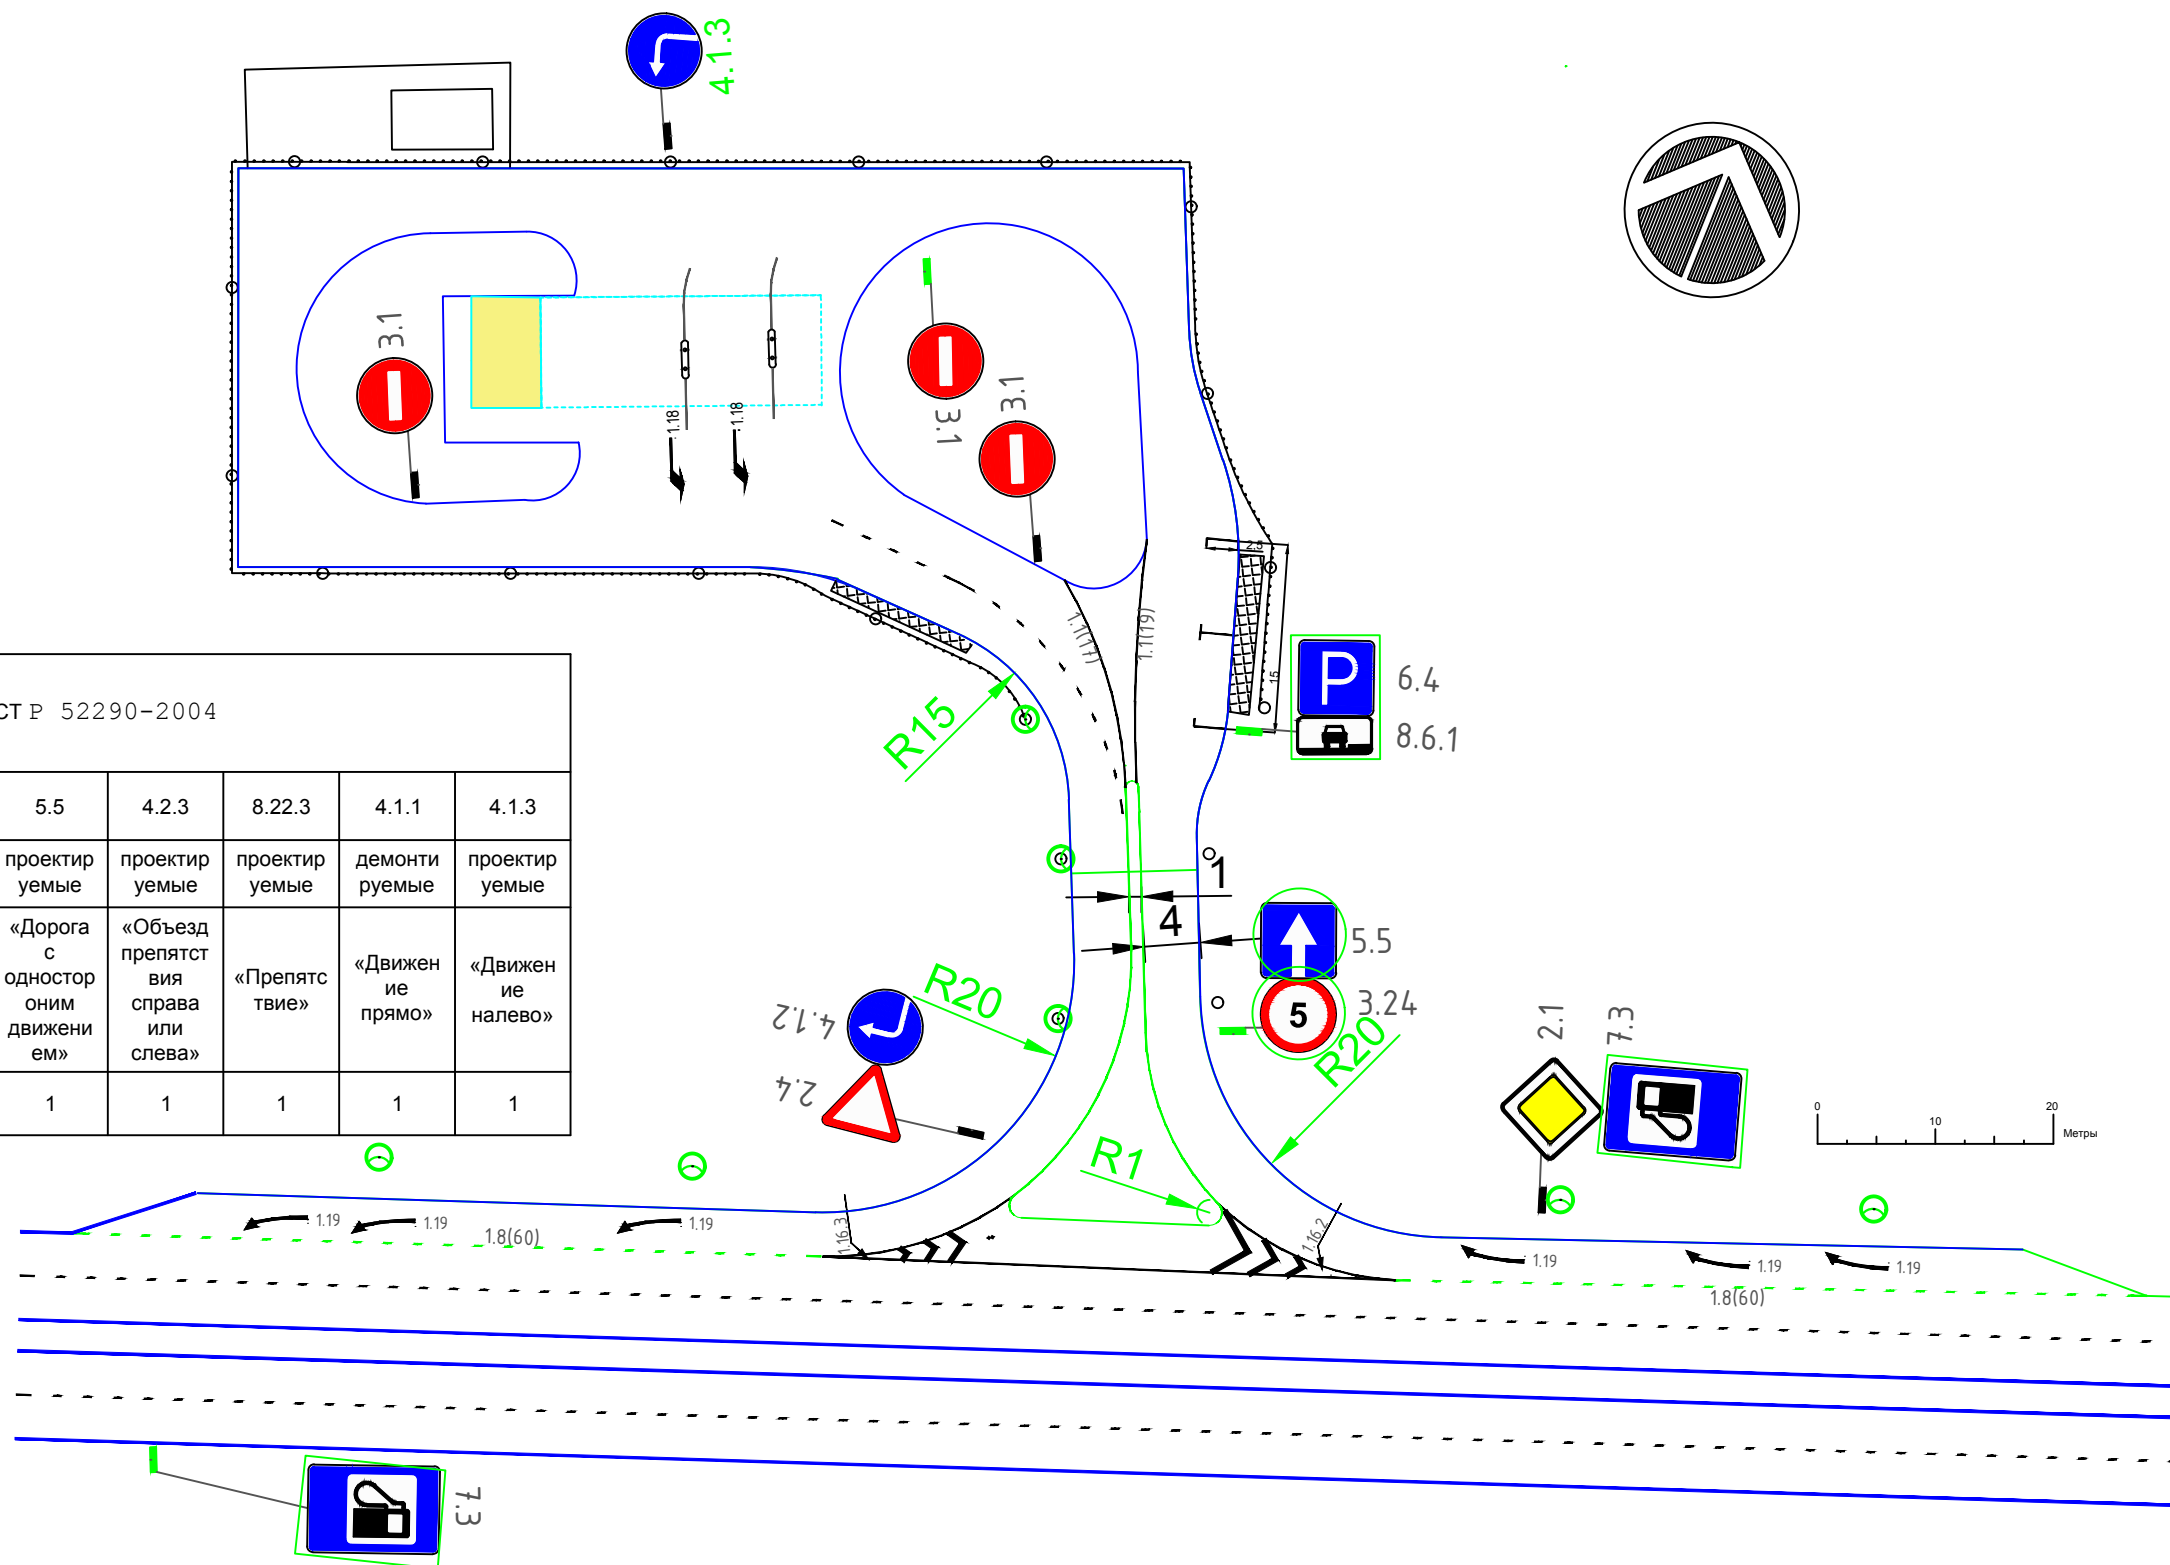 4.1.3
3.1
3.1
3.1
1.18
1.18
2.5
15
1.1(17)
1.1(19)
P
6.4
8.6.1
R15
СТ Р 52290-2004
5.5
4.2.3
8.22.3
4.1.1
4.1.3
проектир
уемые
проектир
уемые
проектир
уемые
демонти
руемые
проектир
уемые
«Дорога
с
одностор
оним
движени
ем»
«Объезд
препятст
вия
справа
или
слева»
«Препятс
твие»
«Движен
ие
прямо»
«Движен
ие
налево»
1
1
1
1
1
1
4
5.5
5
3.24
R20
R20
4.1.2
2.4
R1
2.1
7.3
0
10
20
Метры
1.19
1.19
1.19
1.8(60)
1.16.3
1.16.2
1.19
1.19
1.19
1.8(60)
7.3